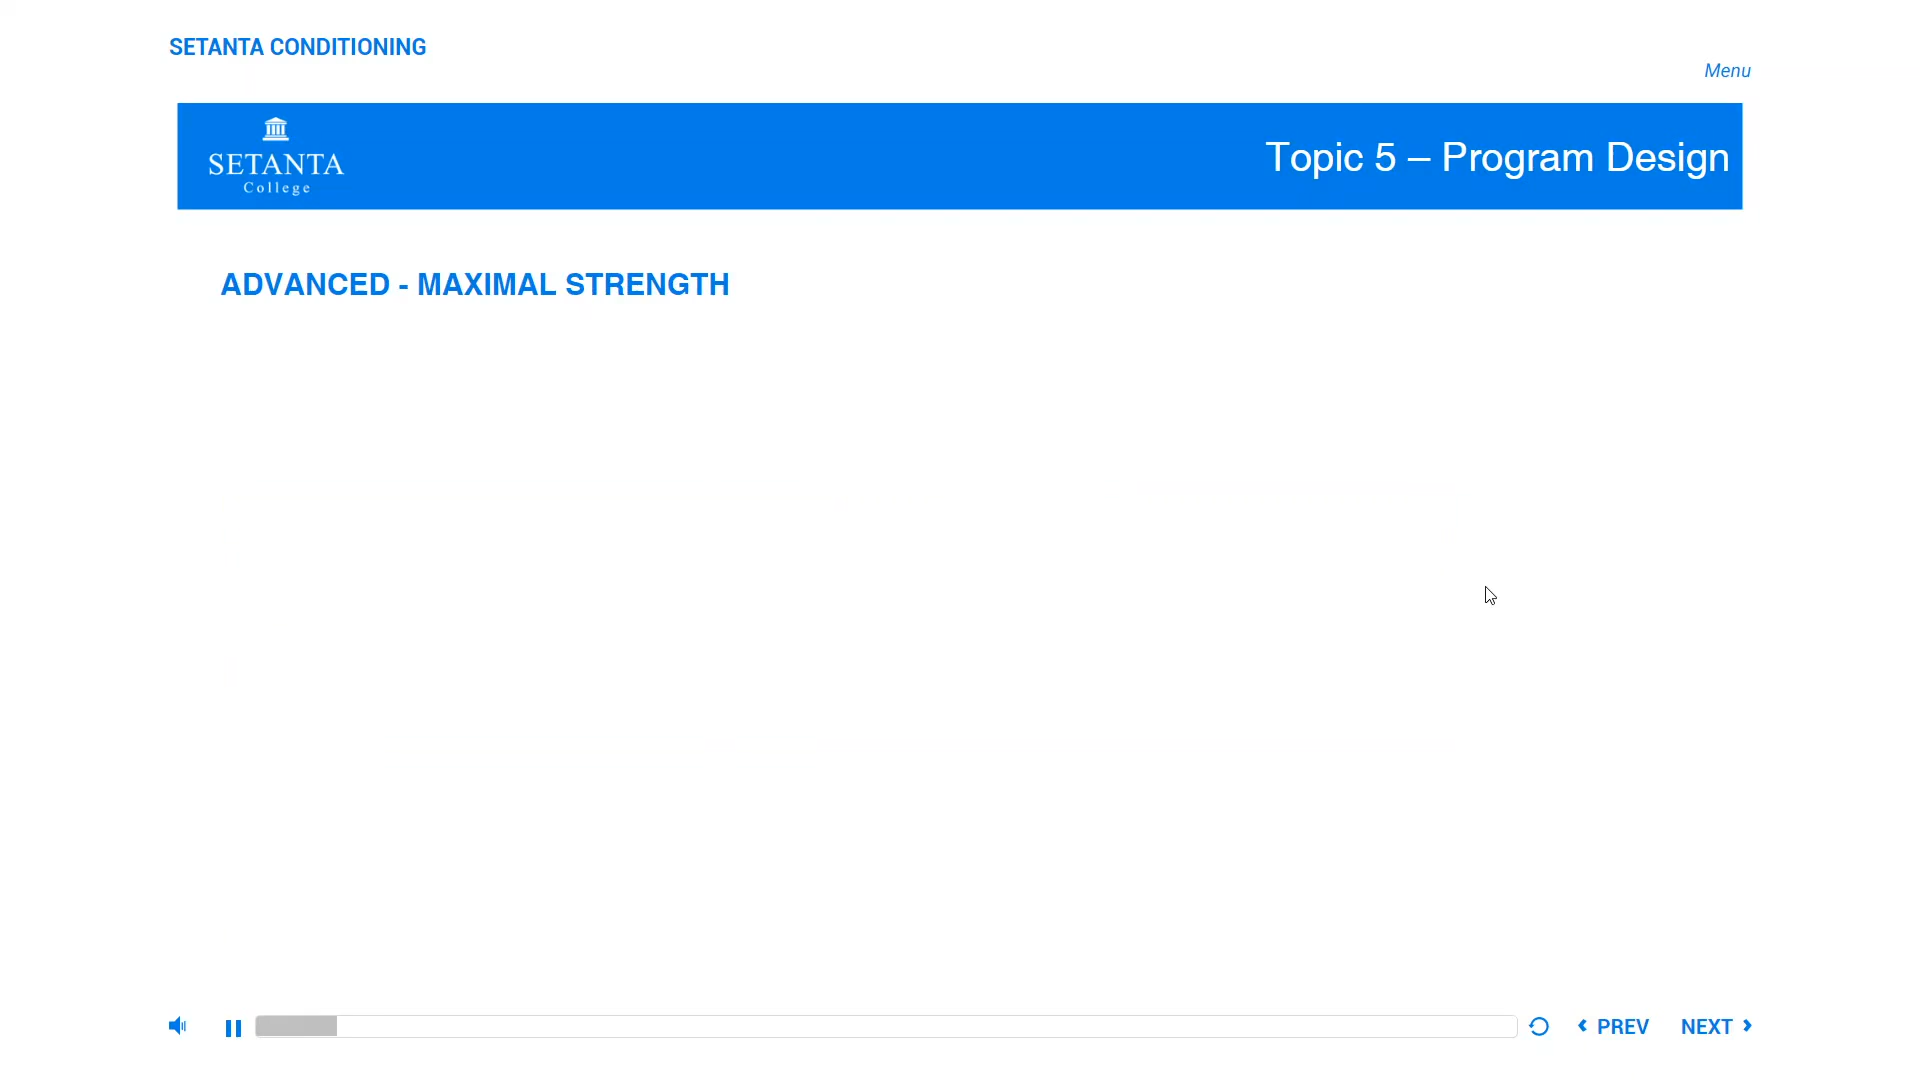 SETANTA CONDITIONING
Menu
SETANTA
College
Topic 5 – Program Design
ADVANCED - MAXIMAL STRENGTH
PREV
NEXT